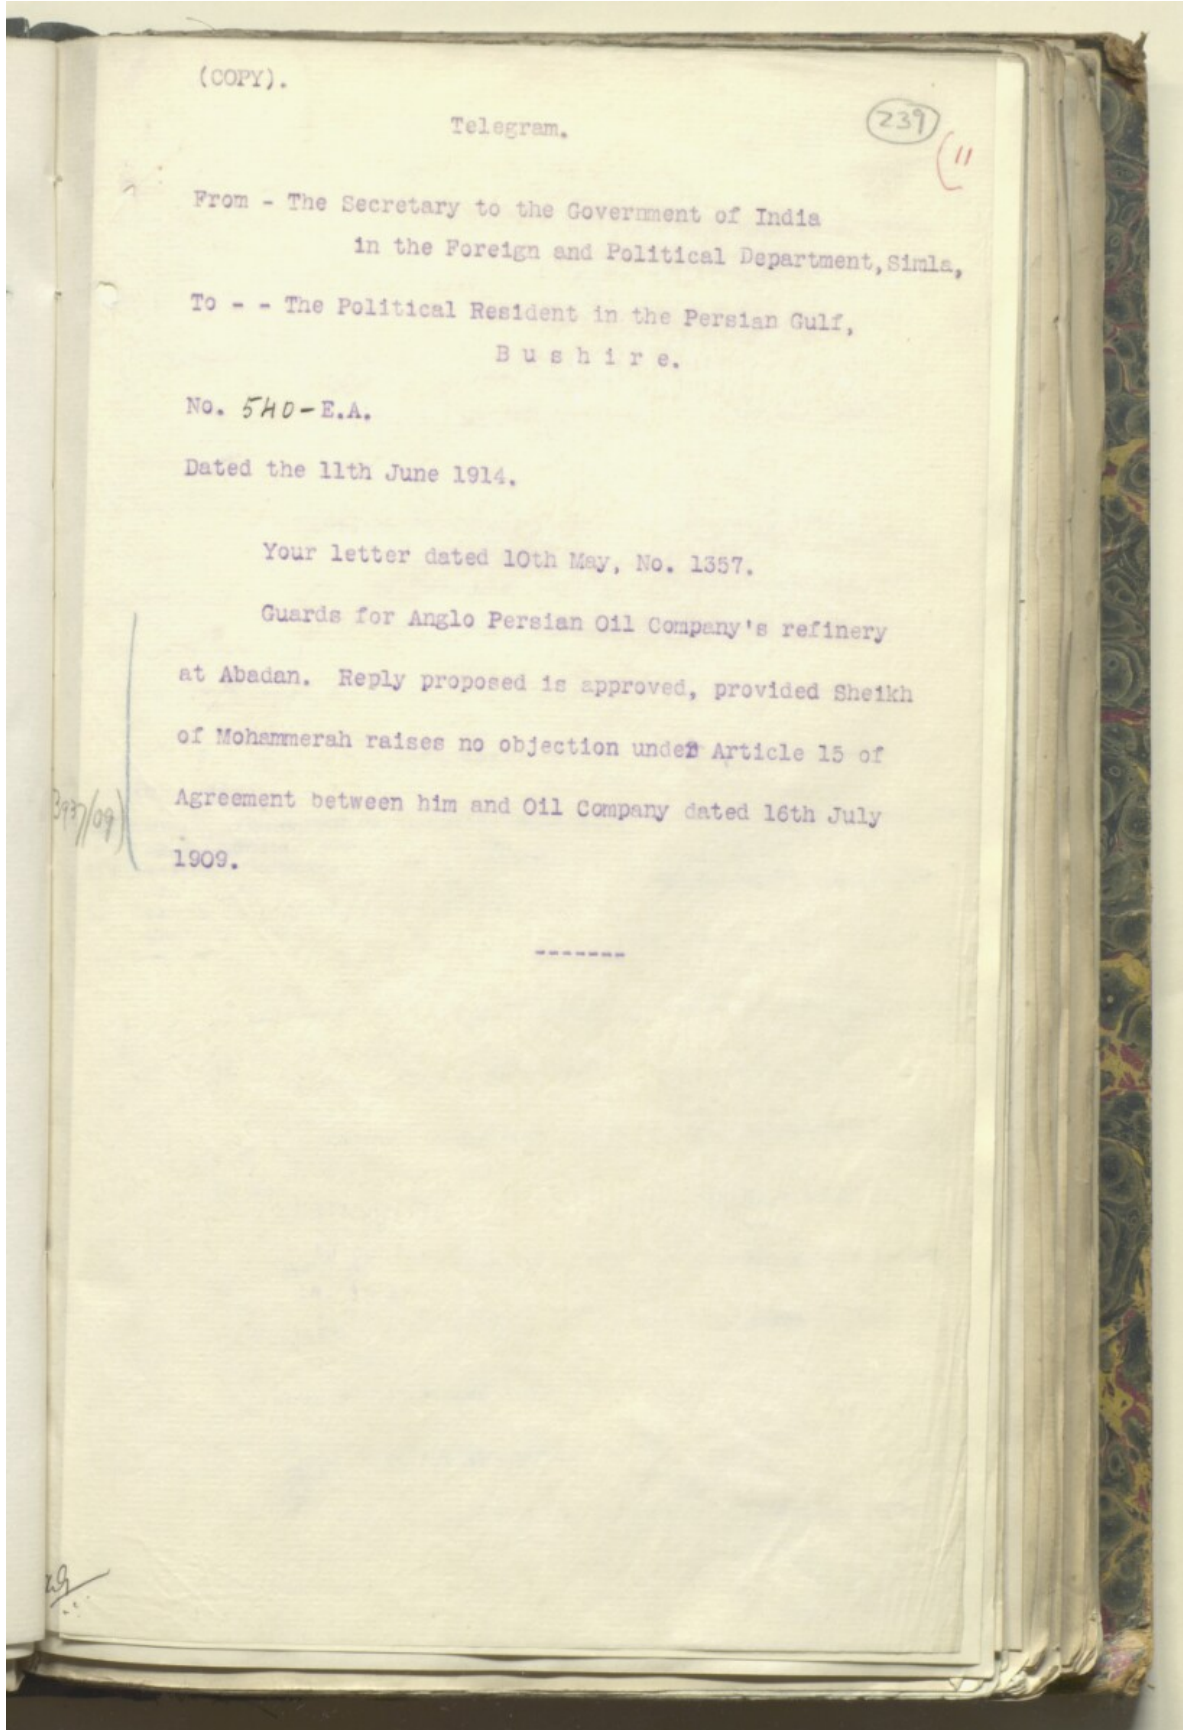 (COPY).
Telegram.
239
11
From - The Secretary to the Government of India
in the Foreign and Political Department, Simla,
To - - The Political Resident in the Persian Gulf,
B u s h i r e.
No. 540-E.A.
Dated the 11th June 1914.
Your letter dated 10th May, No. 1357.
Guards for Anglo Persian Oil Company's refinery
at Abadan. Reply proposed is approved, provided Sheikh
of Mohammerah raises no objection under Article 15 of
Agreement between him and Oil Company dated 16th July
1909.
-------